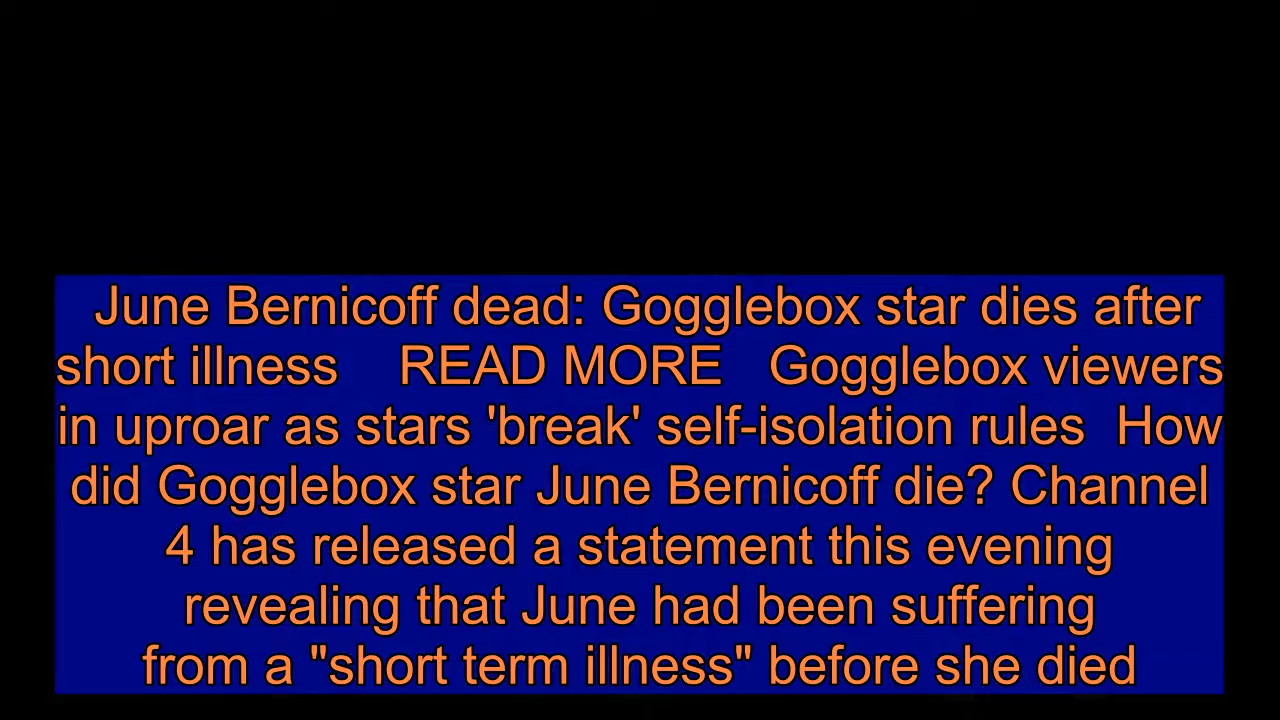 June Bernicoff dead: Gogglebox star dies after
short illness    READ MORE   Gogglebox viewers
in uproar as stars 'break' self-isolation rules  How
did Gogglebox star June Bernicoff die? Channel
4 has released a statement this evening
revealing that June had been suffering
from a "short term illness" before she died